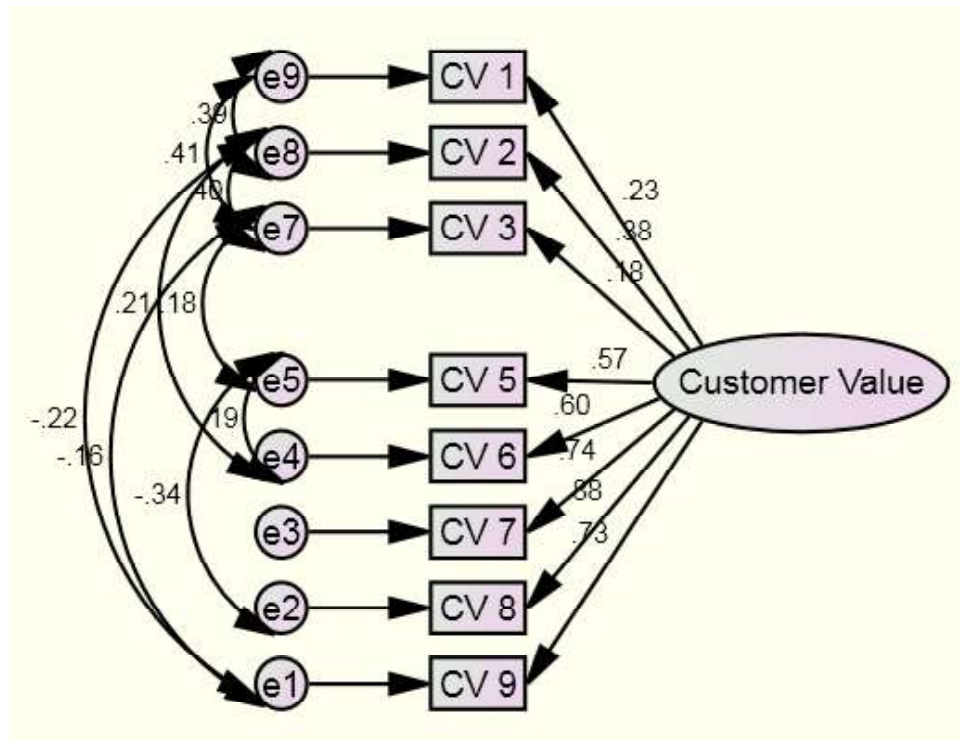 e9 CV 1
.39
.41
e8 CV 2
.40
.23
e7 CV 3
.38
.18
.21 .18
.57
e5 CV 5
Customer Value
.60
-.22
.19
e4 CV 6
.74
-.16
-.34
.88
e3 CV 7
.73
e2 CV 8
e1 CV 9